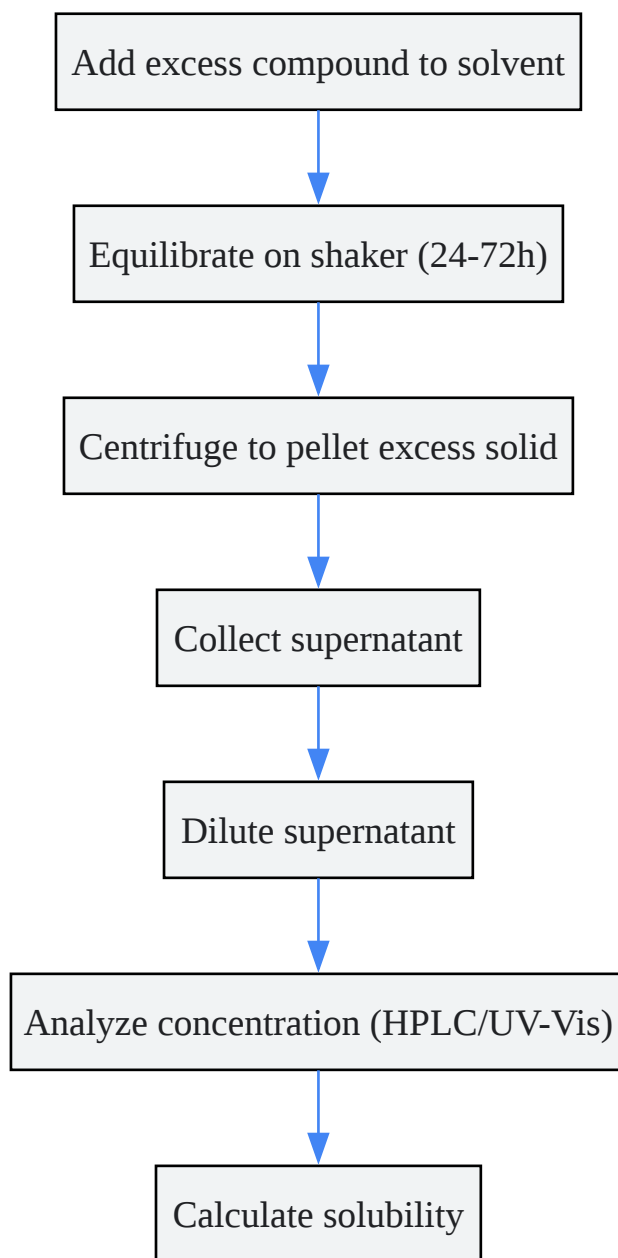 Add excess compound to solvent
Equilibrate on shaker (24-72h)
Centrifuge to pellet excess solid
Collect supernatant
Dilute supernatant
Analyze concentration (HPLC/UV-Vis)
Calculate solubility